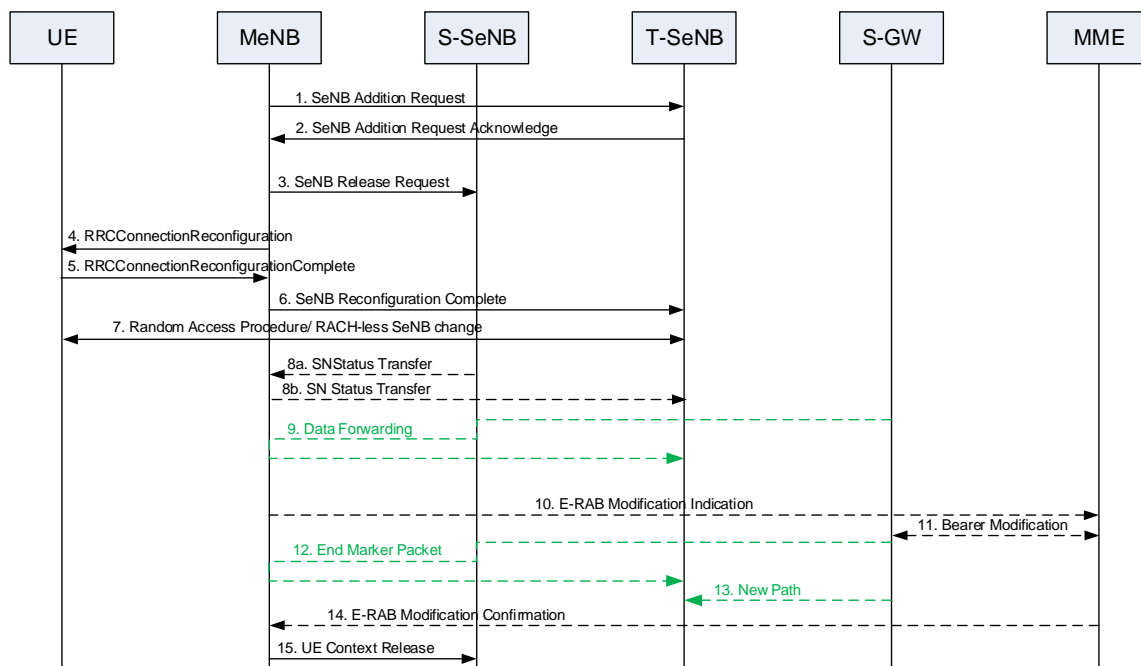 UE
MeNB
S-SeNB
T-SeNB
S-GW
MME
1. SeNB Addition Request
2. SeNB Addition Request Acknowledge
3. SeNB Release Request
4. RRCConnectionReconfiguration
5. RRCConnectionReconfigurationComplete
6. SeNB Reconfiguration Complete
7. Random Access Procedure/ RACH-less SeNB change
8a. SNStatus Transfer
8b. SN Status Transfer
9. Data Forwarding
10. E-RAB Modification Indication
11. Bearer Modification
12. End Marker Packet
13. New Path
14. E-RAB Modification Confirmation
15. UE Context Release